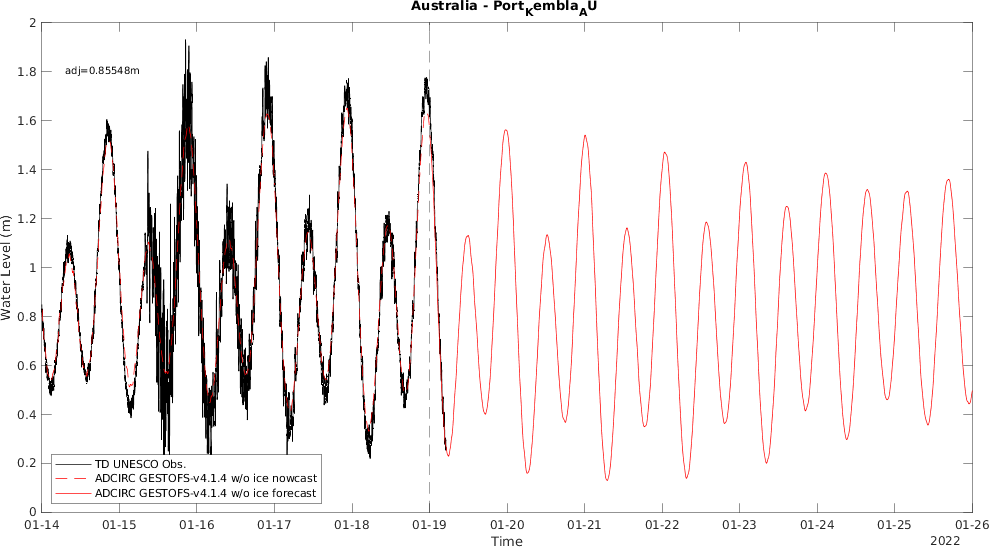 Australia - Port_Kembla_AU
2
1.8
1.6
1.4
1.2
1
0.8
0.6
0.4
0.2
0
Water Level (m)
adj=0.85548m
TD UNESCO Obs.
ADCIRC GESTOFS-v4.1.4 w/o ice nowcast
ADCIRC GESTOFS-v4.1.4 w/o ice forecast
01-14 01-15 01-16 01-17 01-18 01-19 01-20 01-21 01-22 01-23 01-24 01-25 01-26
Time
2022